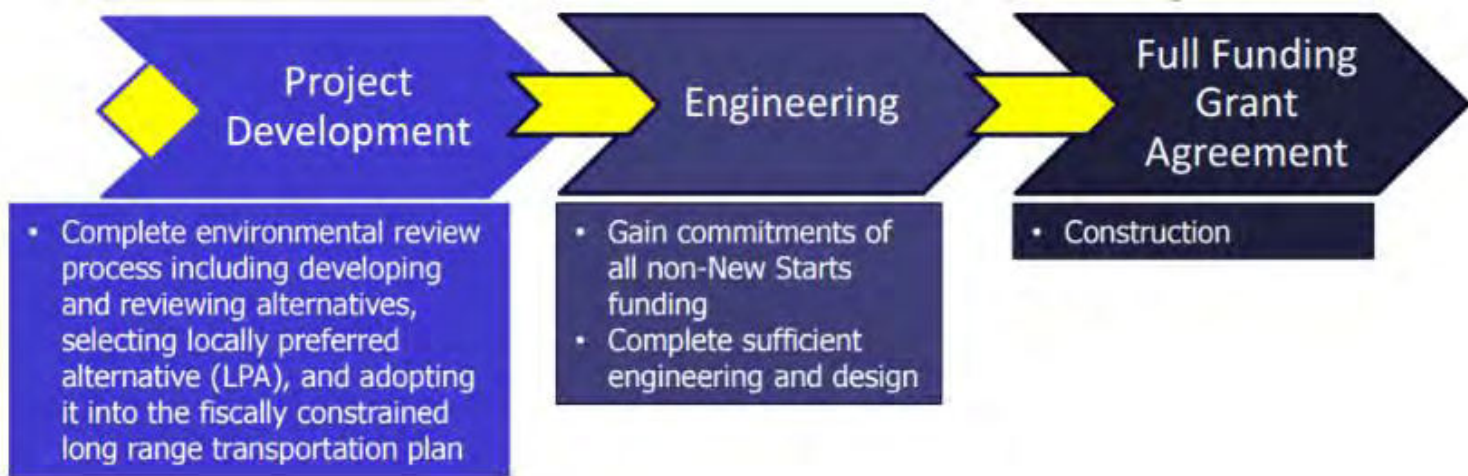 Project
Development
Engineering
Full Funding
Grant
Agreement
• Complete environmental review
process including developing
and reviewing alternatives,
selecting locally preferred
alternative (LPA), and adopting
it into the fiscally constrained
long range transportation plan
• Gain commitments of
all non-New Starts
funding
• Complete sufficient
engineering and design
• Construction